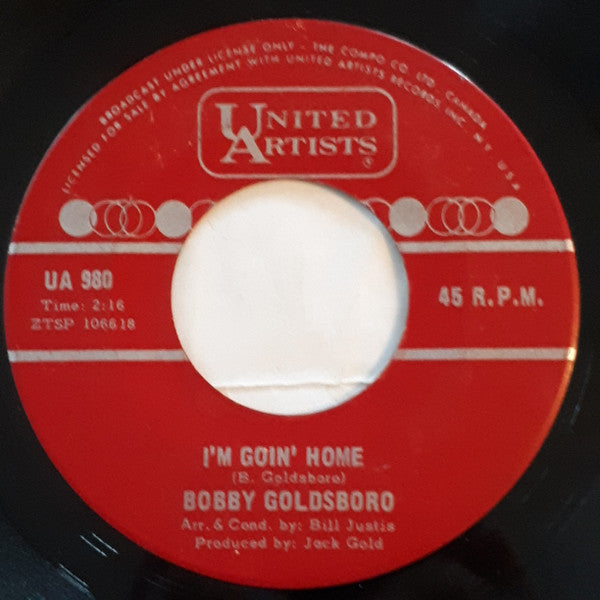 BROADCAST UNDER LICENSE ONLY - THE COMPO CO. LTD., CANADA
LICENSED FOR SALE BY AGREEMENT WITH UNITED ARTISTS RECORDS, INC., N.Y. USA
UNITED
ARTISTS
®
UA 980
45 R.P.M.
Time: 2:16
ZTSP 106618
I'M GOIN' HOME
(B. Goldsboro)
BOBBY GOLDSBORO
Arr. & Cond. by: Bill Justis
Produced by: Jack Gold